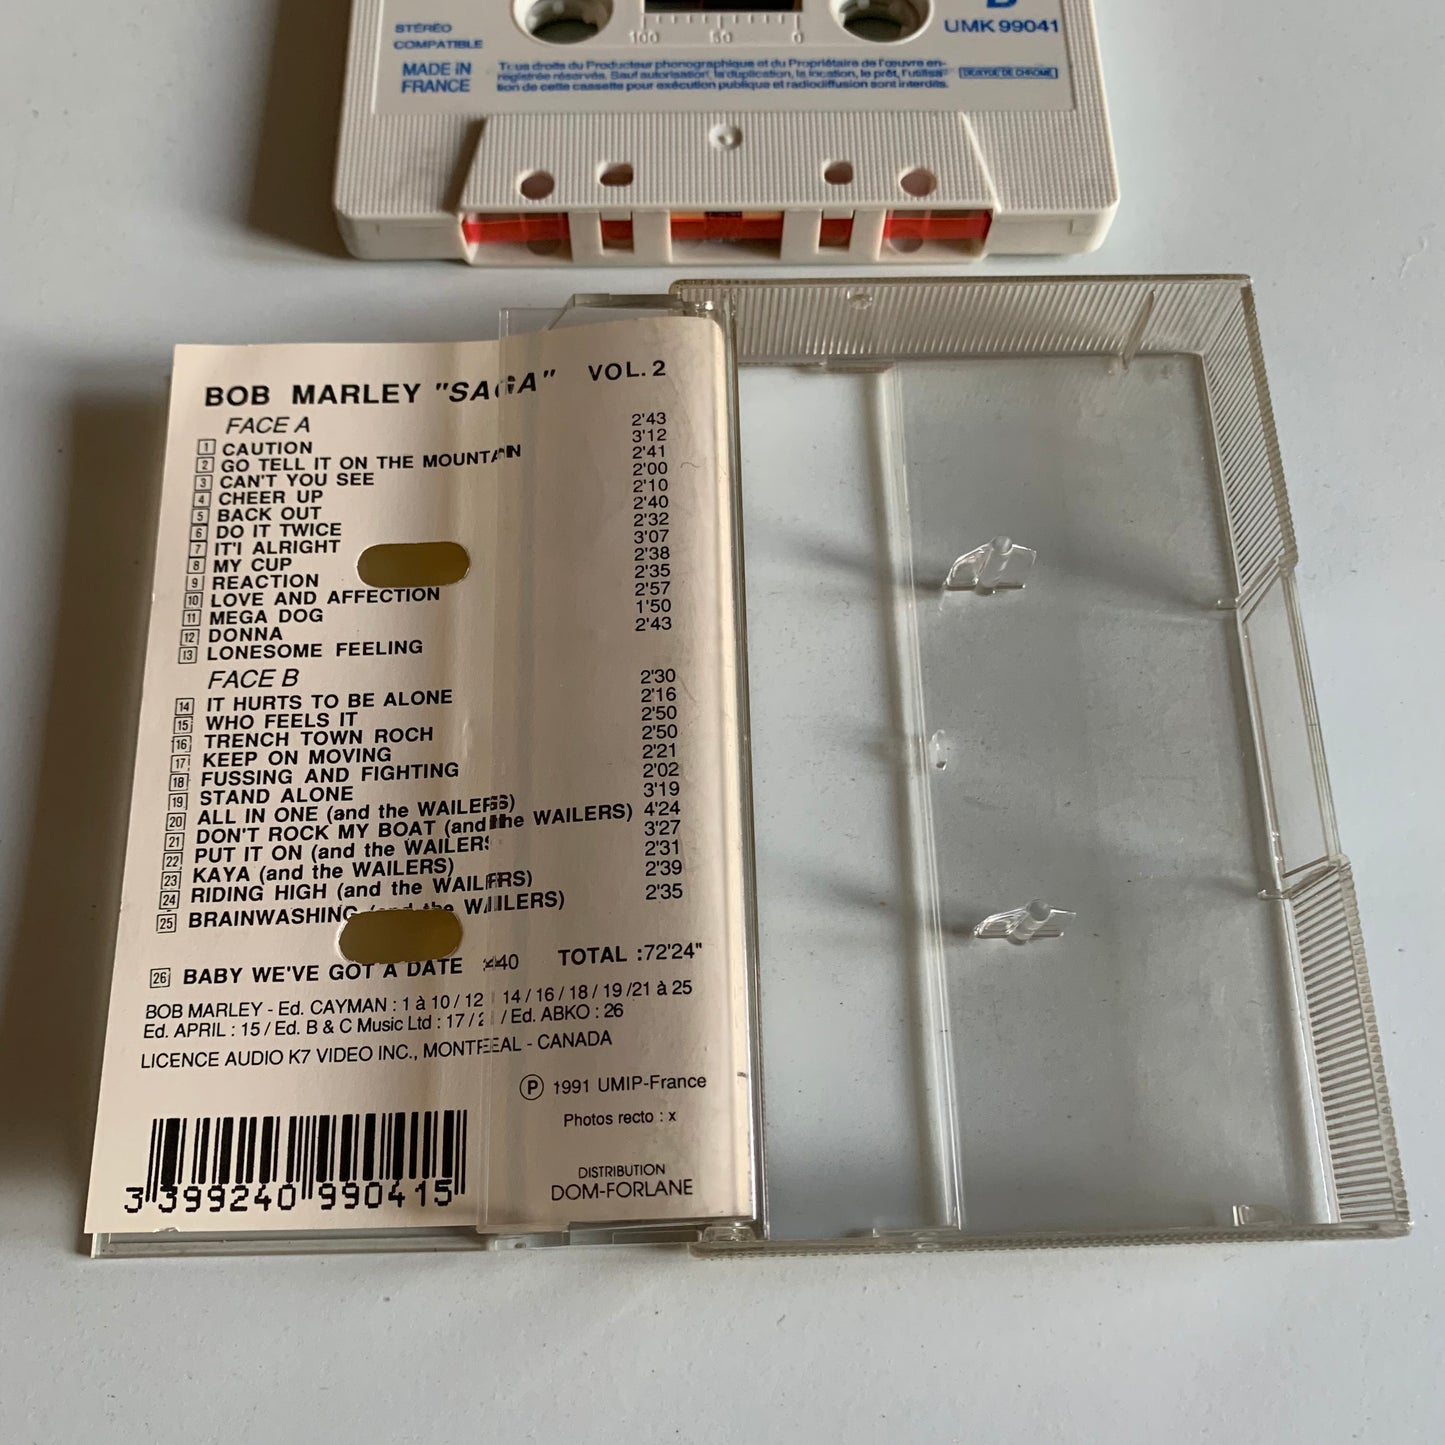 STÉRÉO
COMPATIBLE
100 50 0
UMK 99041
MADE IN
FRANCE
Tous droits du Producteur phonographique et du Propriétaire de l'œuvre en-
registrée réservés. Sauf autorisation, la duplication, la location, le prêt, l'utilisa-
tion de cette cassette pour exécution publique et radiodiffusion sont interdits.
BOB MARLEY "SAGA" VOL. 2
FACE A
1 CAUTION 2'43
2 GO TELL IT ON THE MOUNTAIN 3'12
3 CAN'T YOU SEE 2'41
4 CHEER UP 2'00
5 BACK OUT 2'10
6 DO IT TWICE 2'40
7 IT'I ALRIGHT 2'32
8 MY CUP 3'07
9 REACTION 2'38
10 LOVE AND AFFECTION 2'35
11 MEGA DOG 2'57
12 DONNA 1'50
13 LONESOME FEELING 2'43
FACE B
14 IT HURTS TO BE ALONE 2'30
15 WHO FEELS IT 2'16
16 TRENCH TOWN ROCH 2'50
17 KEEP ON MOVING 2'50
18 FUSSING AND FIGHTING 2'21
19 STAND ALONE 2'02
20 ALL IN ONE (and the WAILERS) 3'19
21 DON'T ROCK MY BOAT (and the WAILERS) 4'24
22 PUT IT ON (and the WAILERS 3'27
23 KAYA (and the WAILERS) 2'31
24 RIDING HIGH (and the WAILERS) 2'39
25 BRAINWASHING (and the WAILERS) 2'35
26 BABY WE'VE GOT A DATE 40 TOTAL :72'24"
BOB MARLEY - Ed. CAYMAN : 1 à 10 / 12 14 / 16 / 18 / 19 /21 à 25
Ed. APRIL : 15 / Ed. B & C Music Ltd : 17 / / Ed. ABKO : 26
LICENCE AUDIO K7 VIDEO INC., MONTREAL - CANADA
℗ 1991 UMIP-France
Photos recto : x
DISTRIBUTION
DOM-FORLANE
3 399240 990415